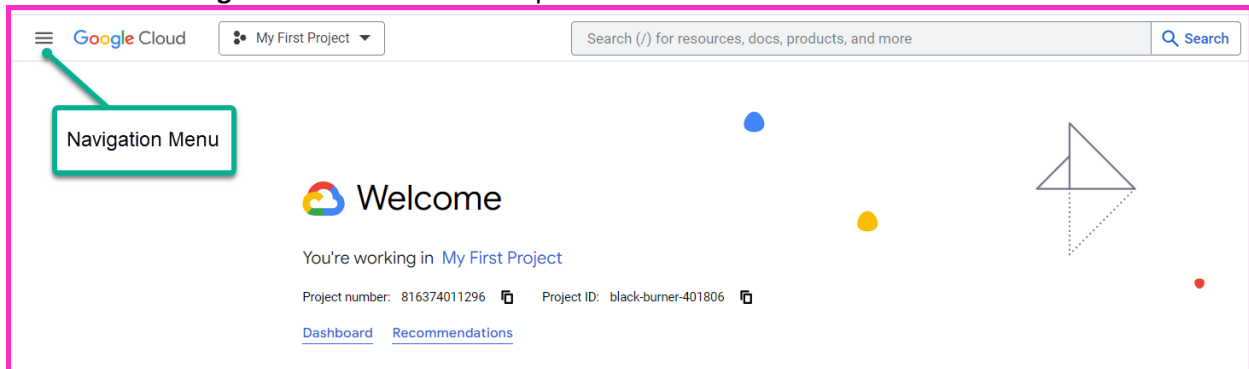 Google Cloud My First Project Search (/) for resources, docs, products, and more Search
Navigation Menu
Welcome
You're working in My First Project
Project number: 816374011296 Project ID: black-burner-401806
Dashboard Recommendations